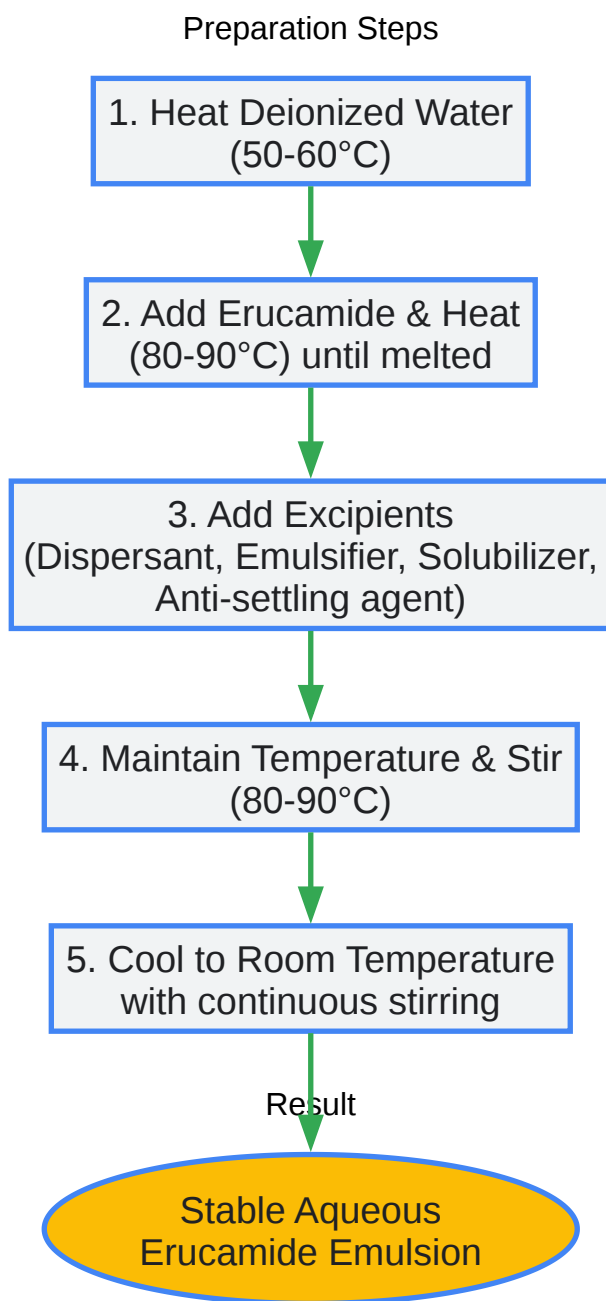 Preparation Steps
1. Heat Deionized Water
(50-60°C)
2. Add Erucamide & Heat
(80-90°C) until melted
3. Add Excipients
(Dispersant, Emulsifier, Solubilizer,
Anti-settling agent)
4. Maintain Temperature & Stir
(80-90°C)
5. Cool to Room Temperature
with continuous stirring
Result
Stable Aqueous
Erucamide Emulsion